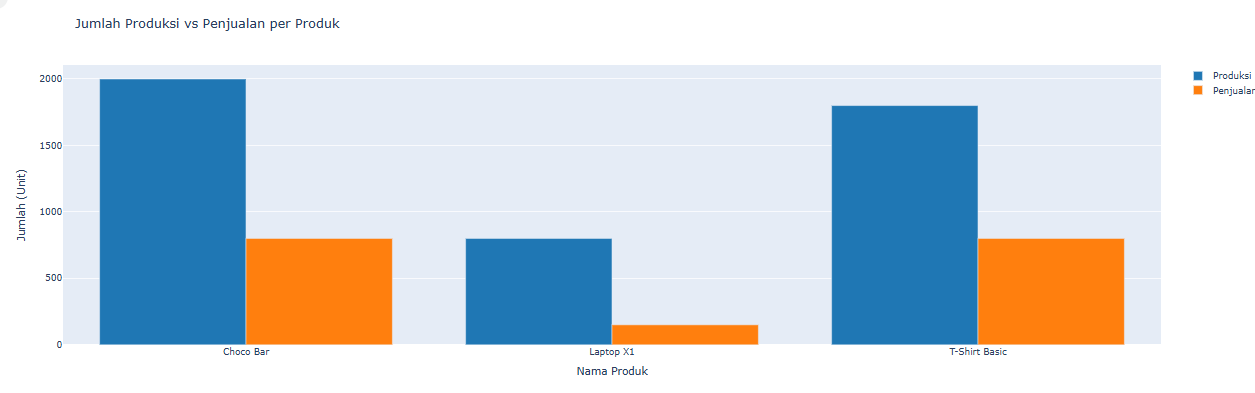 Jumlah Produksi vs Penjualan per Produk
Produksi
Penjualan
Jumlah (Unit)
2000
1500
1000
500
0
Choco Bar
Laptop X1
T-Shirt Basic
Nama Produk